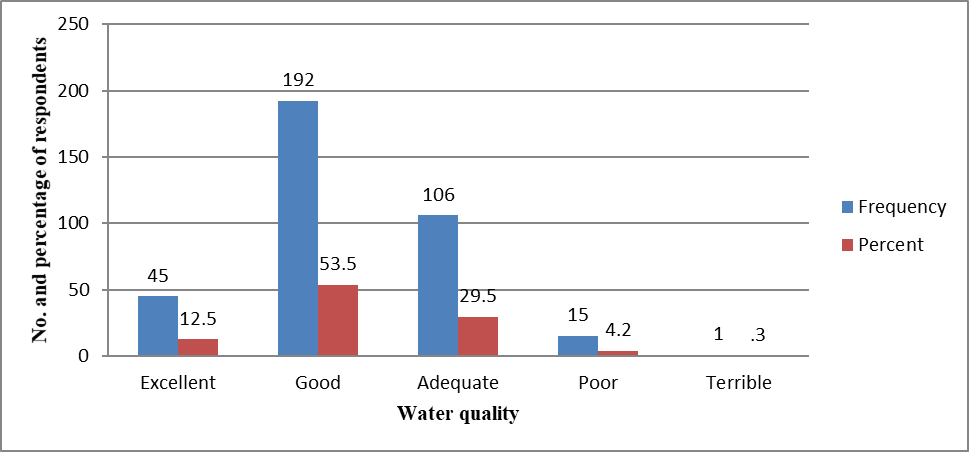 No. and percentage of respondents
250
200
150
100
50
0
192
106
45
12.5
53.5
29.5
15
4.2
1
.3
Excellent
Good
Adequate
Poor
Terrible
Water quality
Frequency
Percent